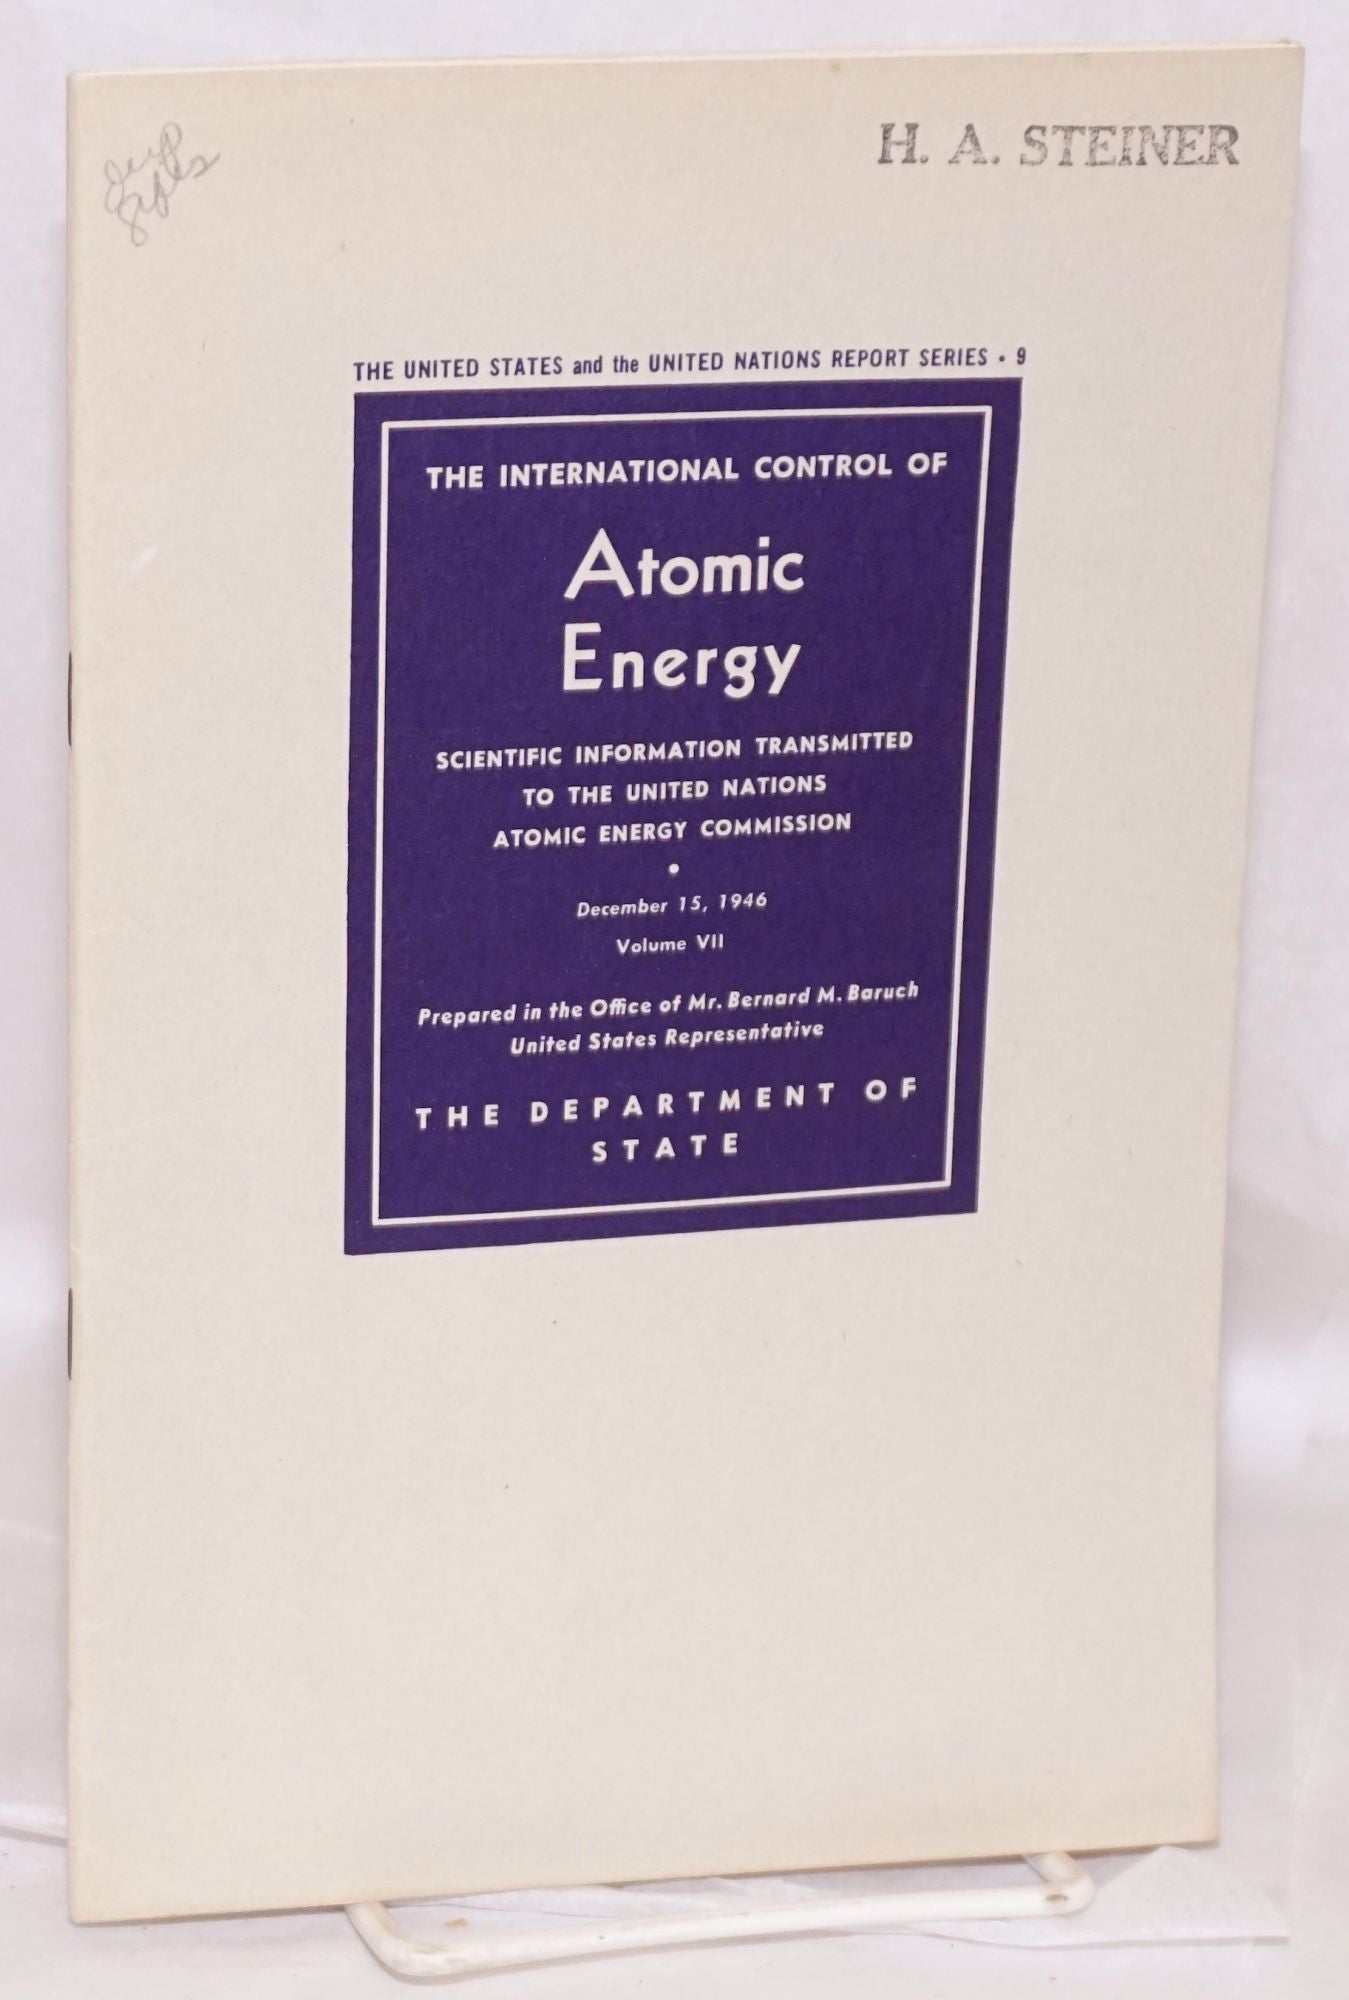 H. A. STEINER
THE UNITED STATES and the UNITED NATIONS REPORT SERIES • 9
THE INTERNATIONAL CONTROL OF
Atomic
Energy
SCIENTIFIC INFORMATION TRANSMITTED
TO THE UNITED NATIONS
ATOMIC ENERGY COMMISSION
•
December 15, 1946
Volume VII
Prepared in the Office of Mr. Bernard M. Baruch
United States Representative
THE DEPARTMENT OF
STATE